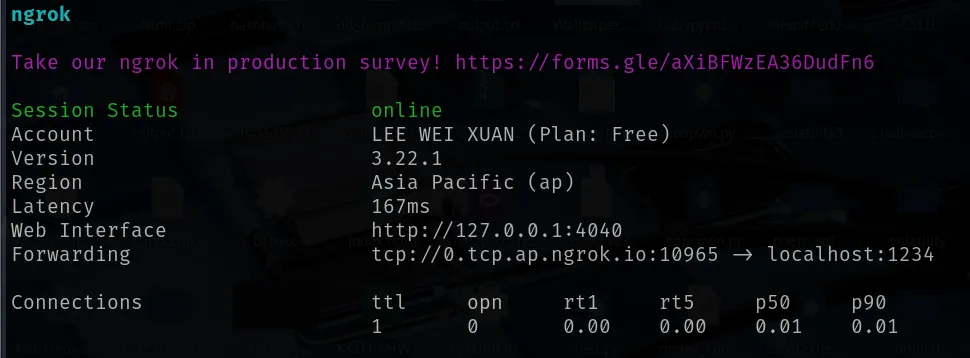 ngrok
Take our ngrok in production survey! https://forms.gle/aXiBFWzEA36DudFn6
Session Status online
Account LEE WEI XUAN (Plan: Free)
Version 3.22.1
Region Asia Pacific (ap)
Latency 167ms
Web Interface http://127.0.0.1:4040
Forwarding tcp://0.tcp.ap.ngrok.io:10965 -> localhost:1234
Connections ttl opn rt1 rt5 p50 p90
1 0 0.00 0.00 0.01 0.01